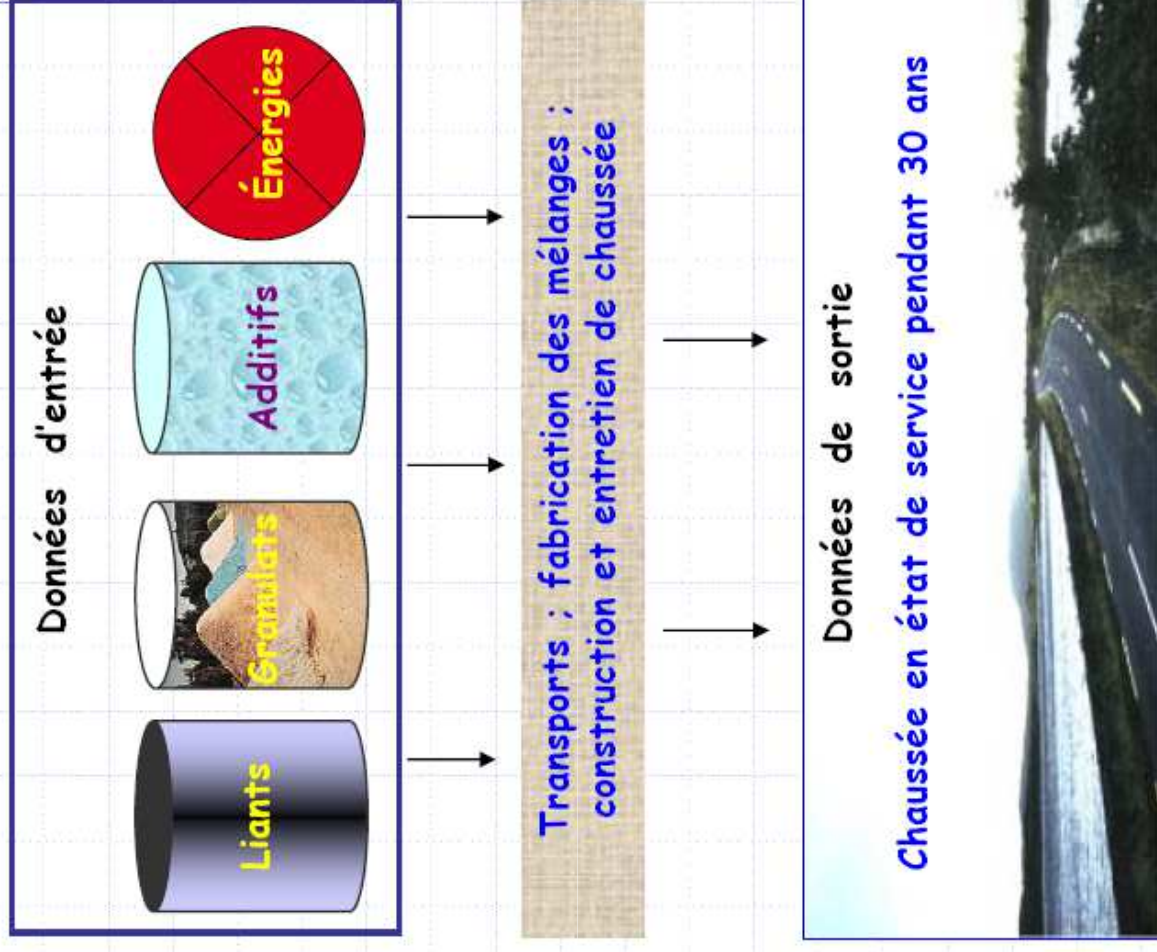 Données d'entrée
Liants
Granulats
Additifs
Énergies
Transports ; fabrication des mélanges ;
construction et entretien de chaussée
Données de sortie
Chaussée en état de service pendant 30 ans